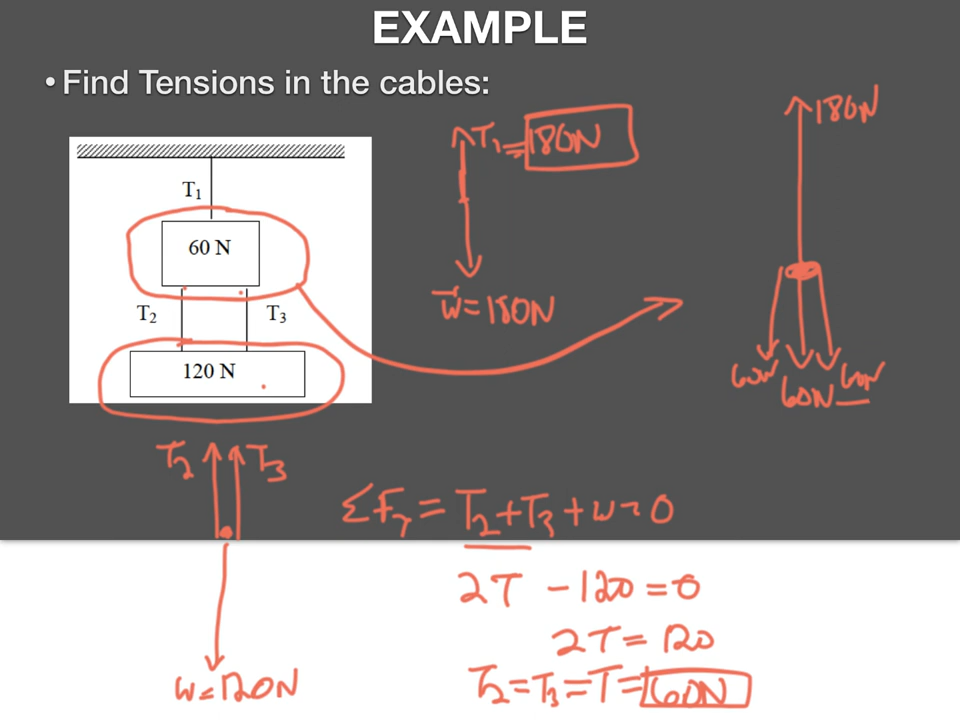 EXAMPLE
• Find Tensions in the cables:
T₁
60 N
T₂ T₃
120 N
T₁ = 180N
W = 180N
180N
60N 60N 60N
T₂ T₃
W = 120N
ΣFy = T₂ + T₃ + W = 0
2T - 120 = 0
2T = 120
T₂ = T₃ = T = 60N